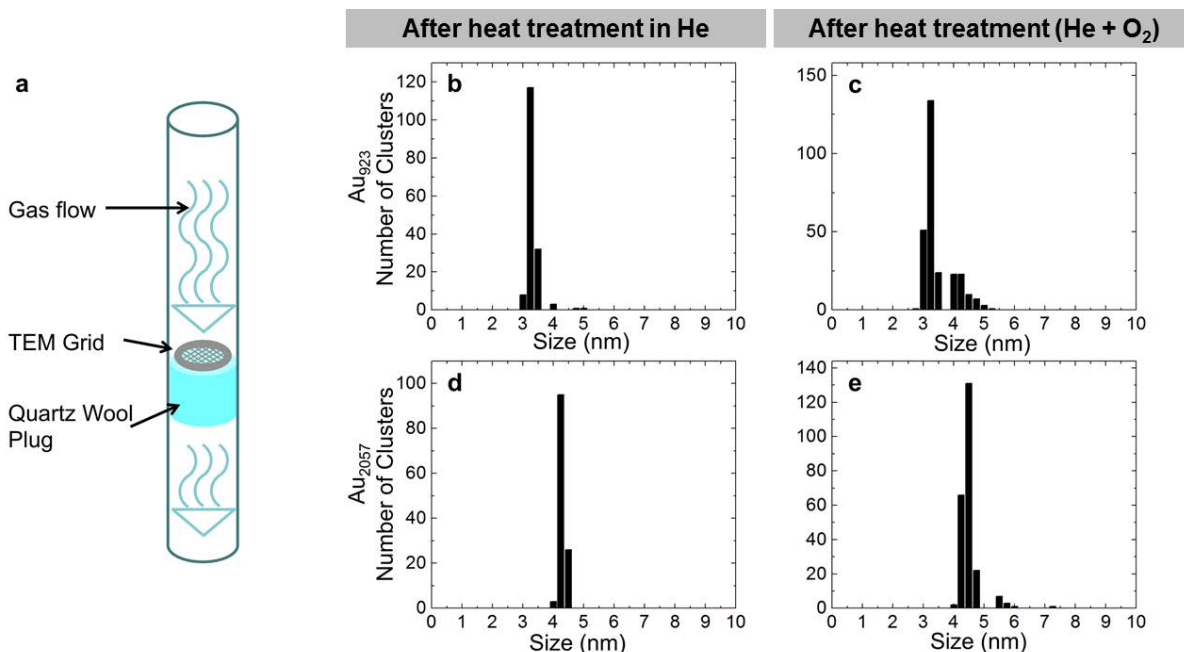 After heat treatment in He
After heat treatment (He + O₂)
a
Gas flow
TEM Grid
Quartz Wool
Plug
b
Au₉₂₃
Number of Clusters
120
100
80
60
40
20
0
0 1 2 3 4 5 6 7 8 9 10
Size (nm)
c
150
100
50
0
0 1 2 3 4 5 6 7 8 9 10
Size (nm)
d
Au₂₀₅₇
Number of Clusters
100
80
60
40
20
0
0 1 2 3 4 5 6 7 8 9 10
Size (nm)
e
140
120
100
80
60
40
20
0
0 1 2 3 4 5 6 7 8 9 10
Size (nm)